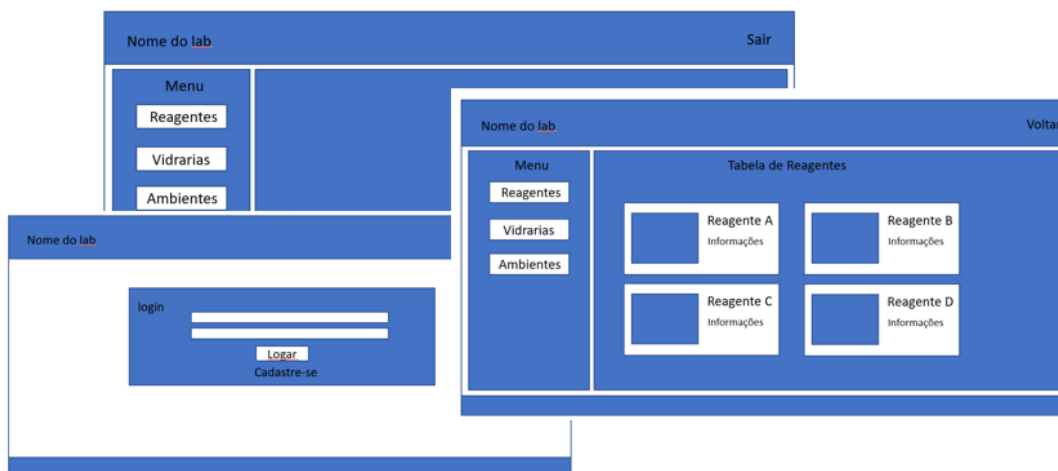 Nome do lab
Sair
Menu
Reagentes
Vidrarias
Ambientes
Nome do lab
Voltar
Menu
Reagentes
Vidrarias
Ambientes
Tabela de Reagentes
Reagente A
Informações
Reagente B
Informações
Reagente C
Informações
Reagente D
Informações
Nome do lab
login
Logar
Cadastre-se